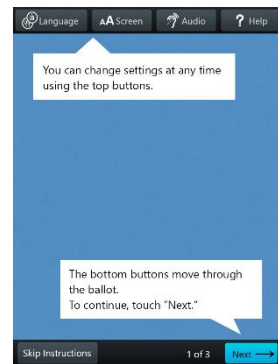 Language AA Screen Audio ? Help
You can change settings at any time
using the top buttons.
The bottom buttons move through
the ballot.
To continue, touch “Next.”
Skip Instructions 1 of 3 Next →